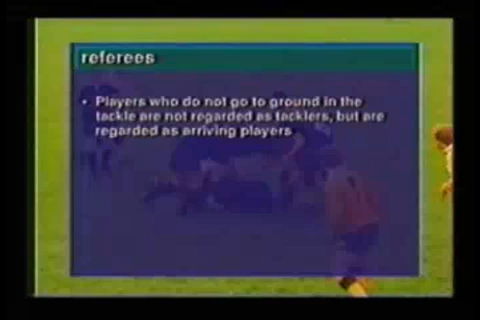 referees
• Players who do not go to ground in the
tackle are not regarded as tacklers, but are
regarded as arriving players